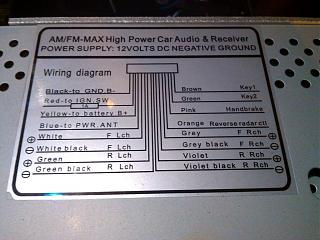 AM/FM-MAX High Power Car Audio & Receiver
POWER SUPPLY: 12VOLTS DC NEGATIVE GROUND
Wiring diagram
Black-to GND,B-
Red-to IGN.SW
1A
Yellow-to battery B+
Blue-to PWR.ANT
White F Lch
White black F Lch
Green R Lch
Green black R Lch
Brown Key1
Green Key2
Pink Handbrake
Orange Reverse radar ctl
Grey F Rch
Grey black F Rch
Violet R Rch
Violet black R Rch